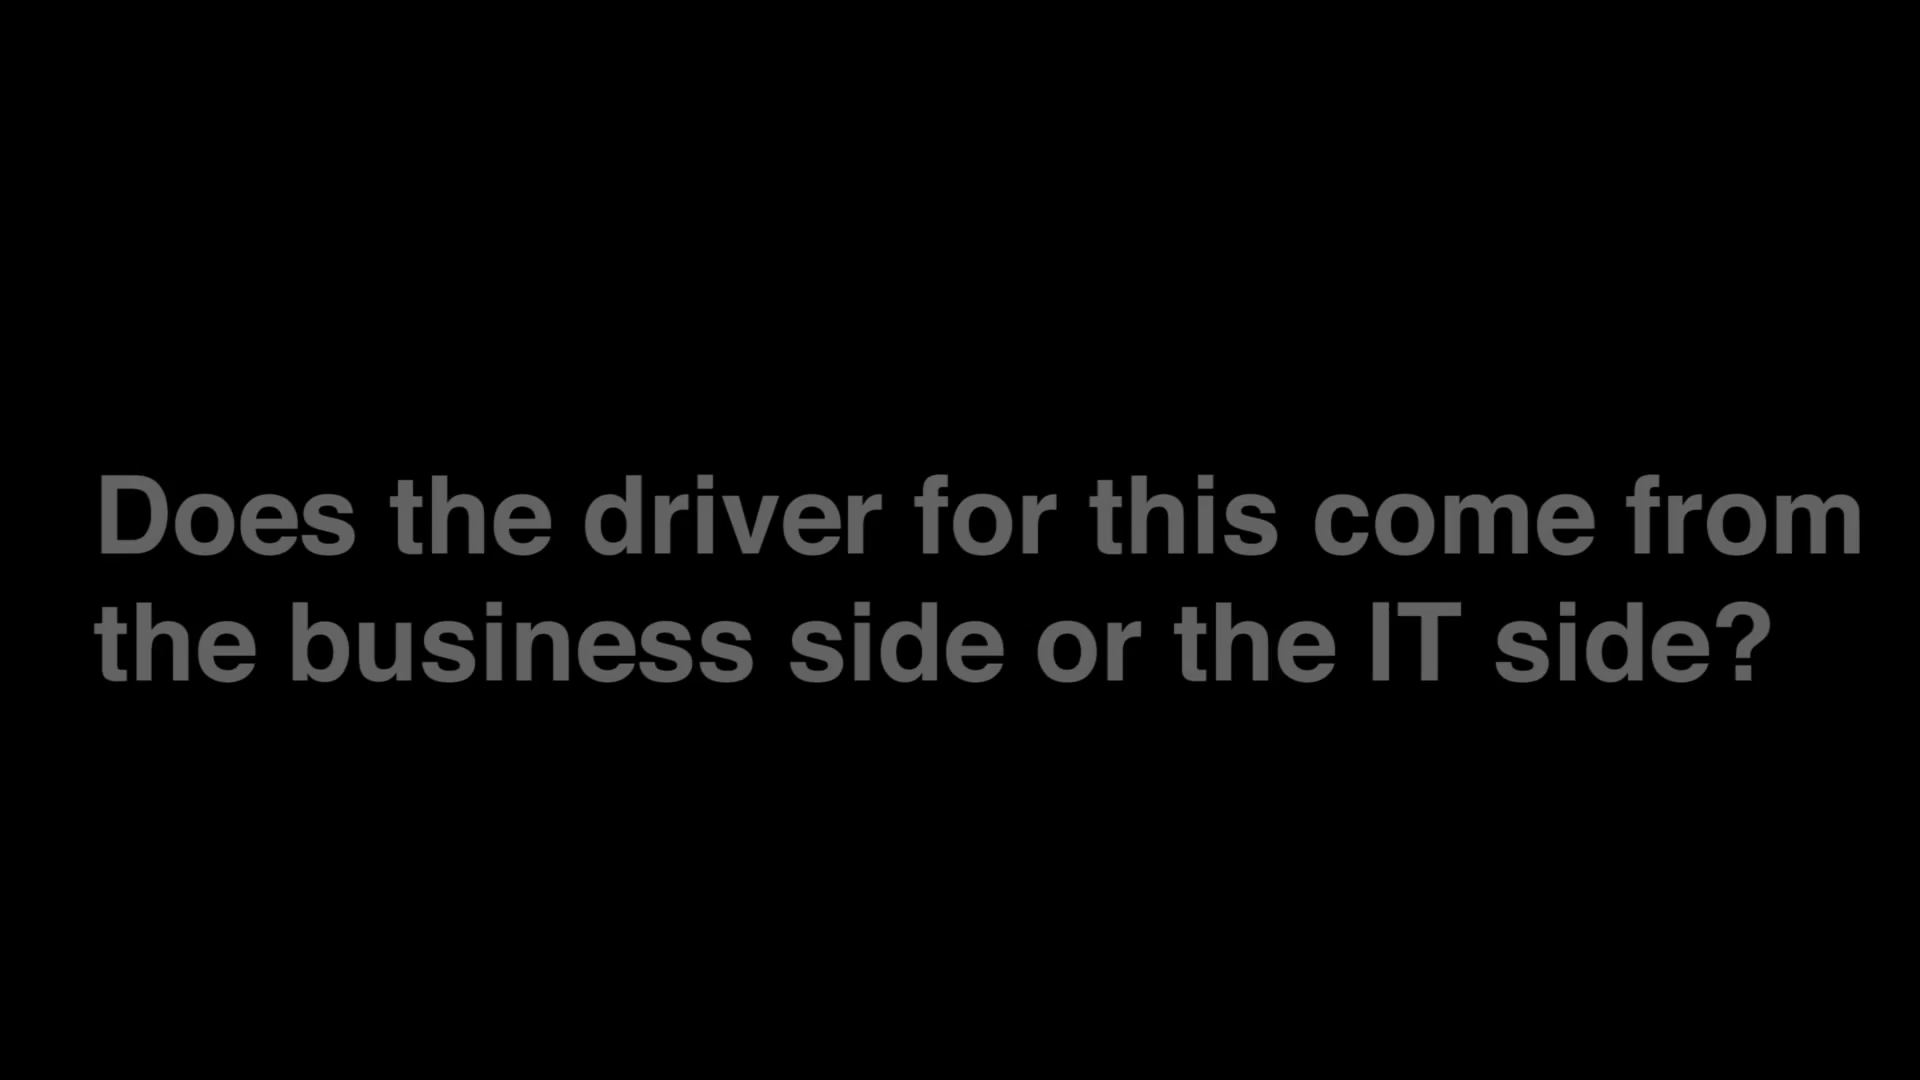 Does the driver for this come from
the business side or the IT side?